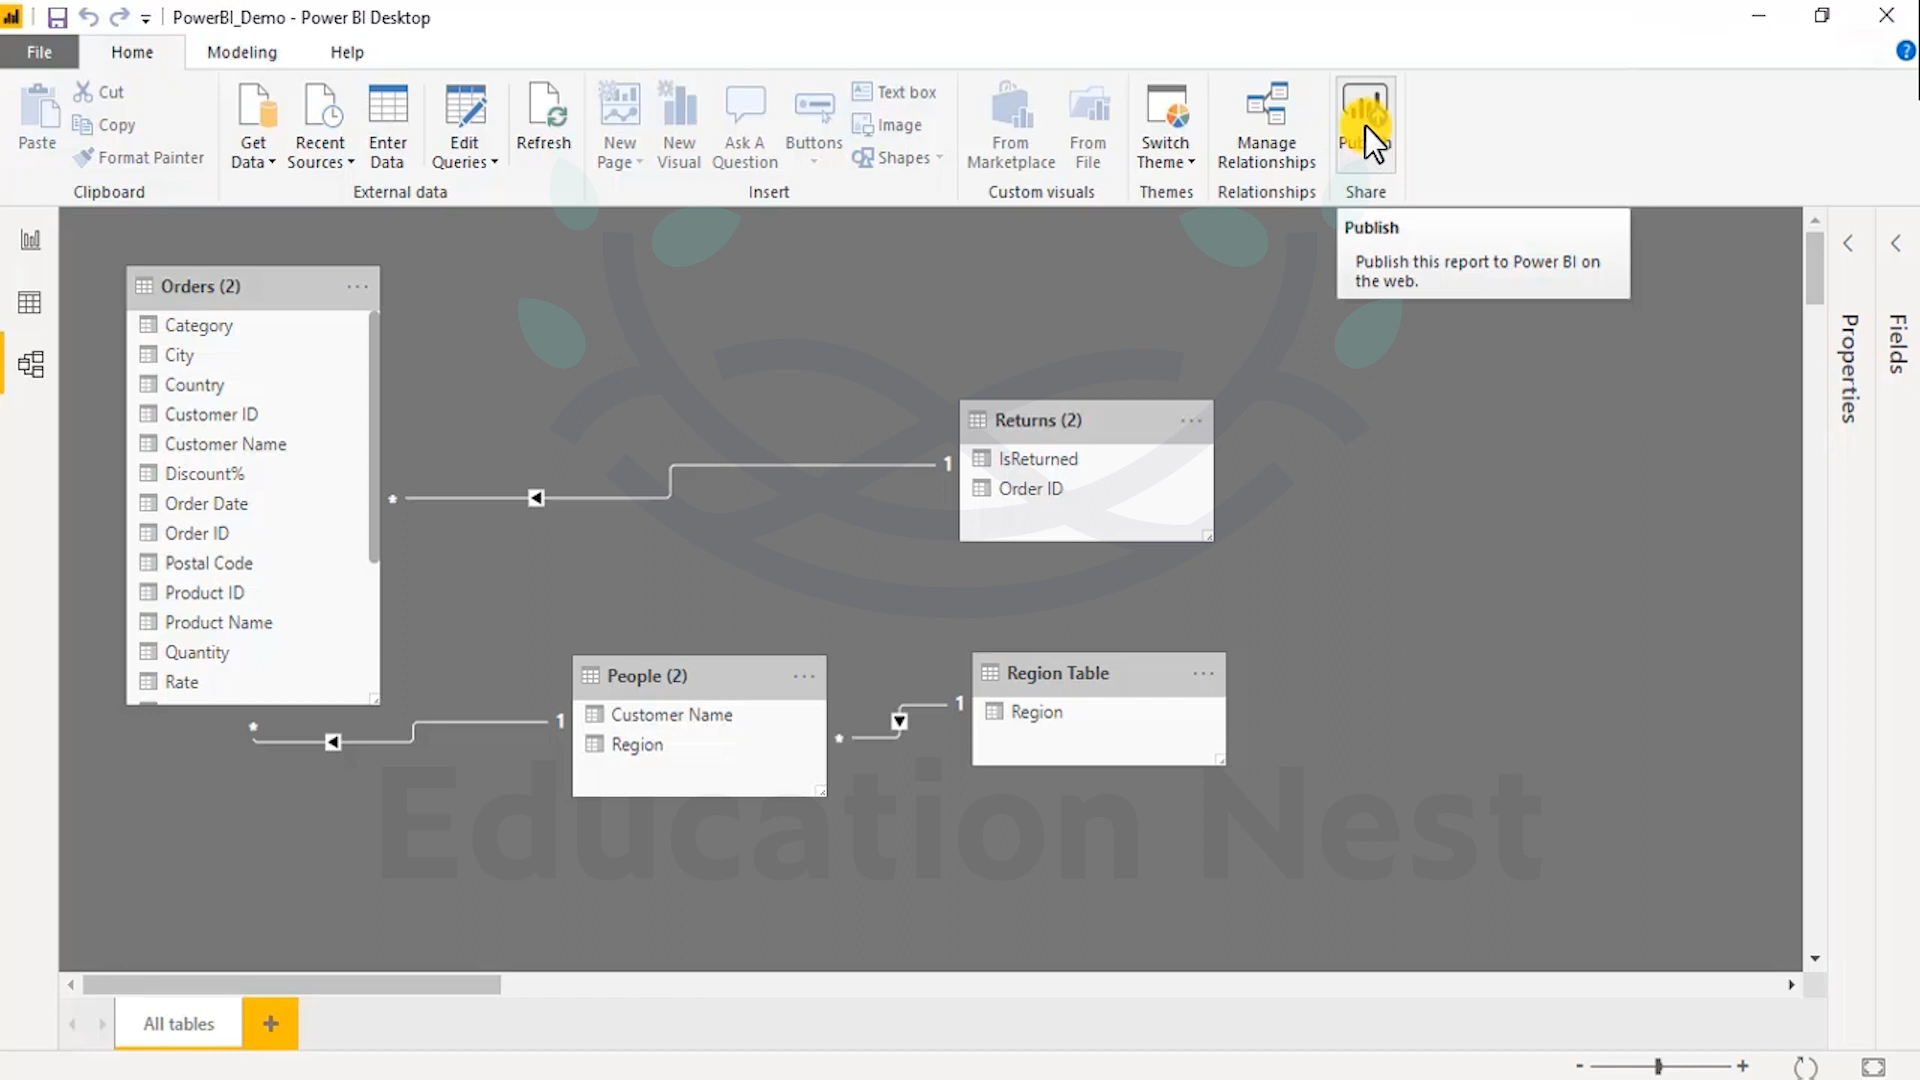 PowerBI_Demo - Power BI Desktop
File Home Modeling Help
Paste
Cut
Copy
Format Painter
Clipboard
Get Data
Recent Sources
Enter Data
Edit Queries
Refresh
External data
New Page
New Visual
Ask A Question
Buttons
Text box
Image
Shapes
Insert
From Marketplace
From File
Custom visuals
Switch Theme
Themes
Manage Relationships
Relationships
Publish
Share
Publish
Publish this report to Power BI on
the web.
Orders (2)
Category
City
Country
Customer ID
Customer Name
Discount%
Order Date
Order ID
Postal Code
Product ID
Product Name
Quantity
Rate
* 1
Returns (2)
IsReturned
Order ID
* 1
People (2)
Customer Name
Region
* 1
Region Table
Region
Properties
Fields
Education Nest
All tables